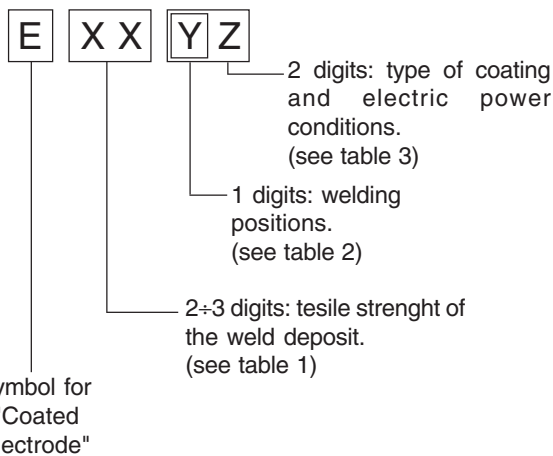 E X X Y Z
2 digits: type of coating
and electric power
conditions.
(see table 3)
1 digits: welding
positions.
(see table 2)
2÷3 digits: tesile strenght of
the weld deposit.
(see table 1)
ymbol for
"Coated
ectrode"